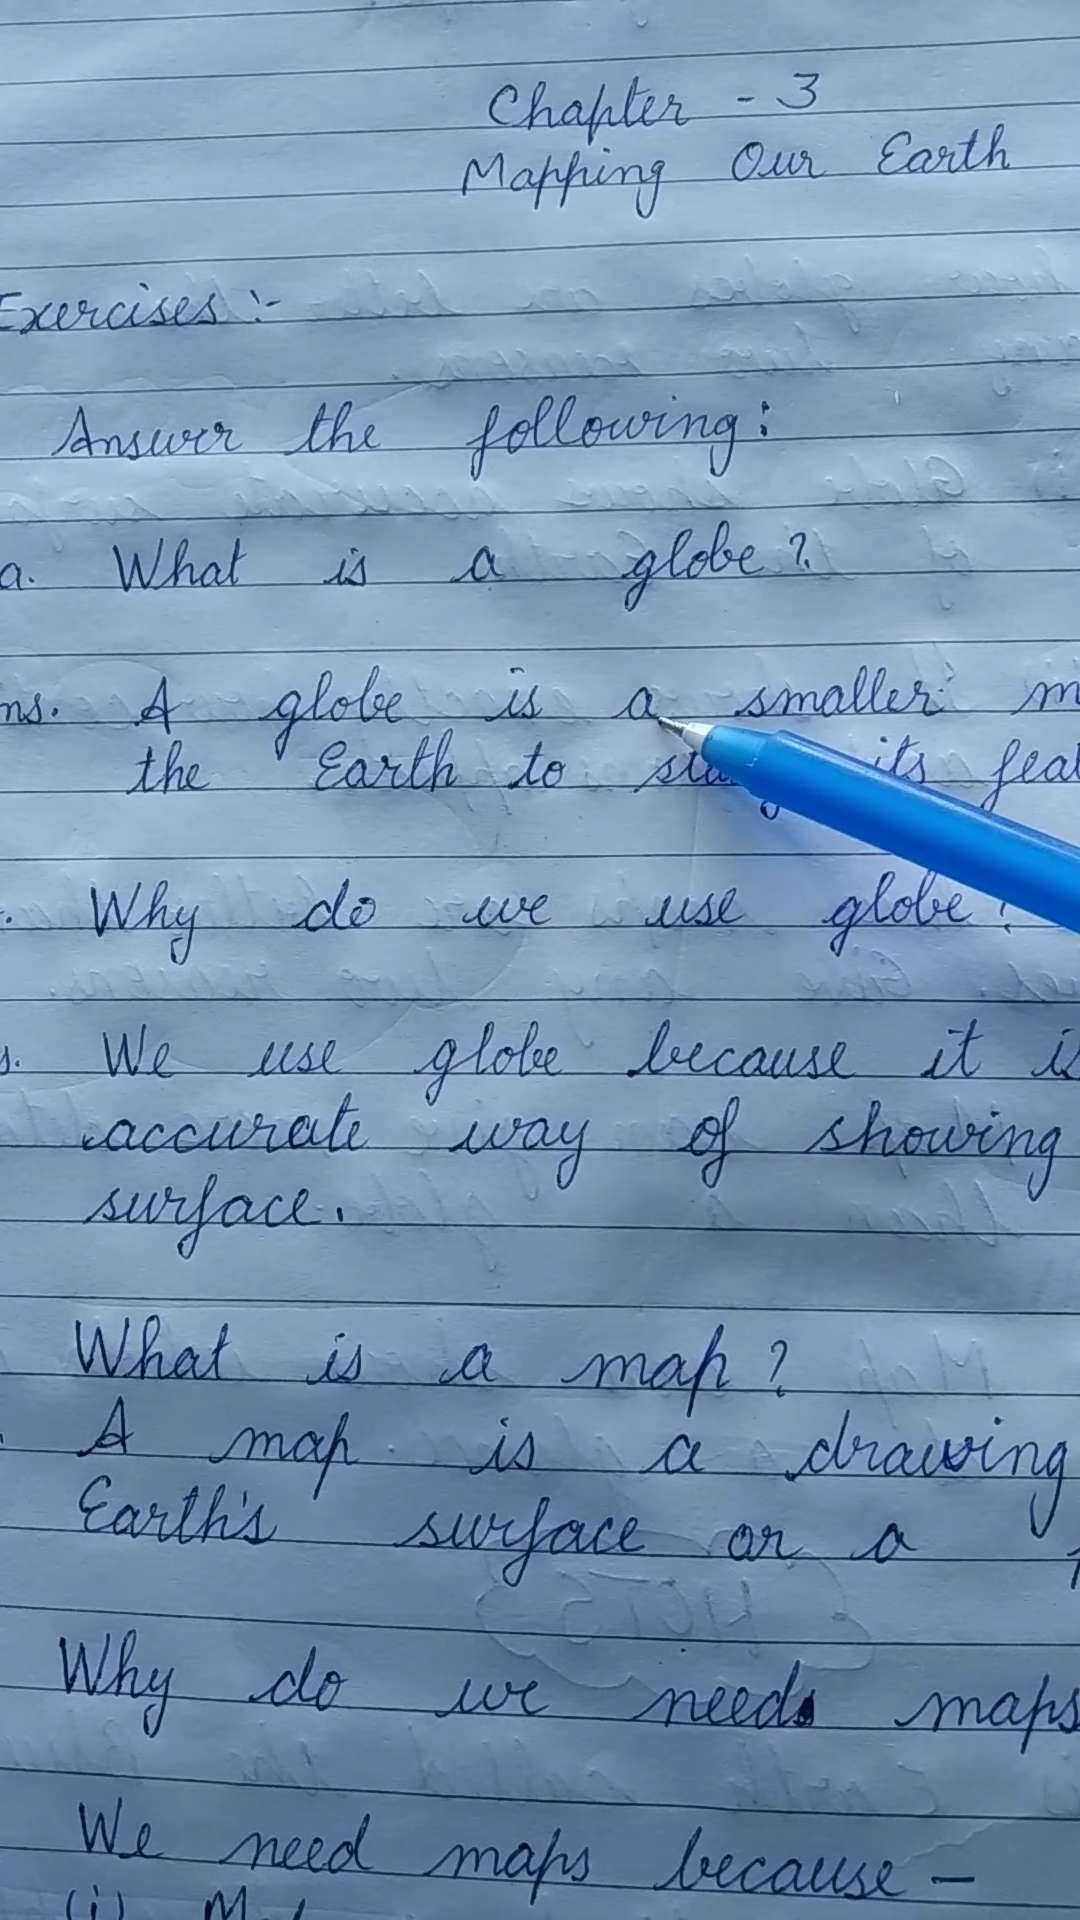 Chapter - 3
Mapping Our Earth
Exercises :-
Answer the following:
a. What is a globe?
A globe is a smaller
the Earth to its
Why do we use globe?
We use globe because it is
accurate way of showing
surface.
What is a map?
A map is a drawing
Earth's surface or a
Why do we need maps
We need maps because -
(i)